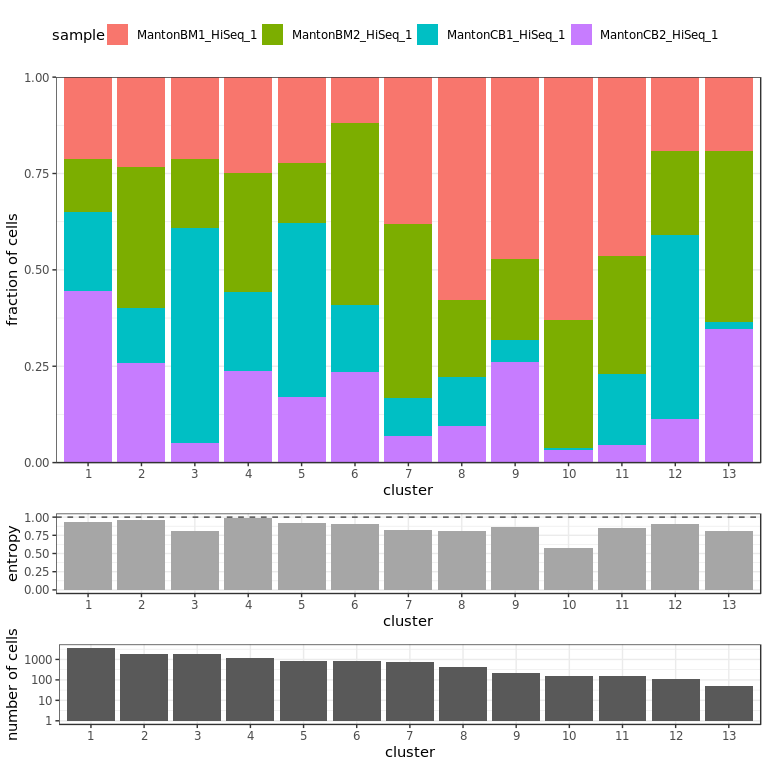 sample MantonBM1_HiSeq_1 MantonBM2_HiSeq_1 MantonCB1_HiSeq_1 MantonCB2_HiSeq_1
fraction of cells
1.00
0.75
0.50
0.25
0.00
1 2 3 4 5 6 7 8 9 10 11 12 13
cluster
entropy
1.00
0.75
0.50
0.25
0.00
1 2 3 4 5 6 7 8 9 10 11 12 13
cluster
number of cells
1000
100
10
1
1 2 3 4 5 6 7 8 9 10 11 12 13
cluster